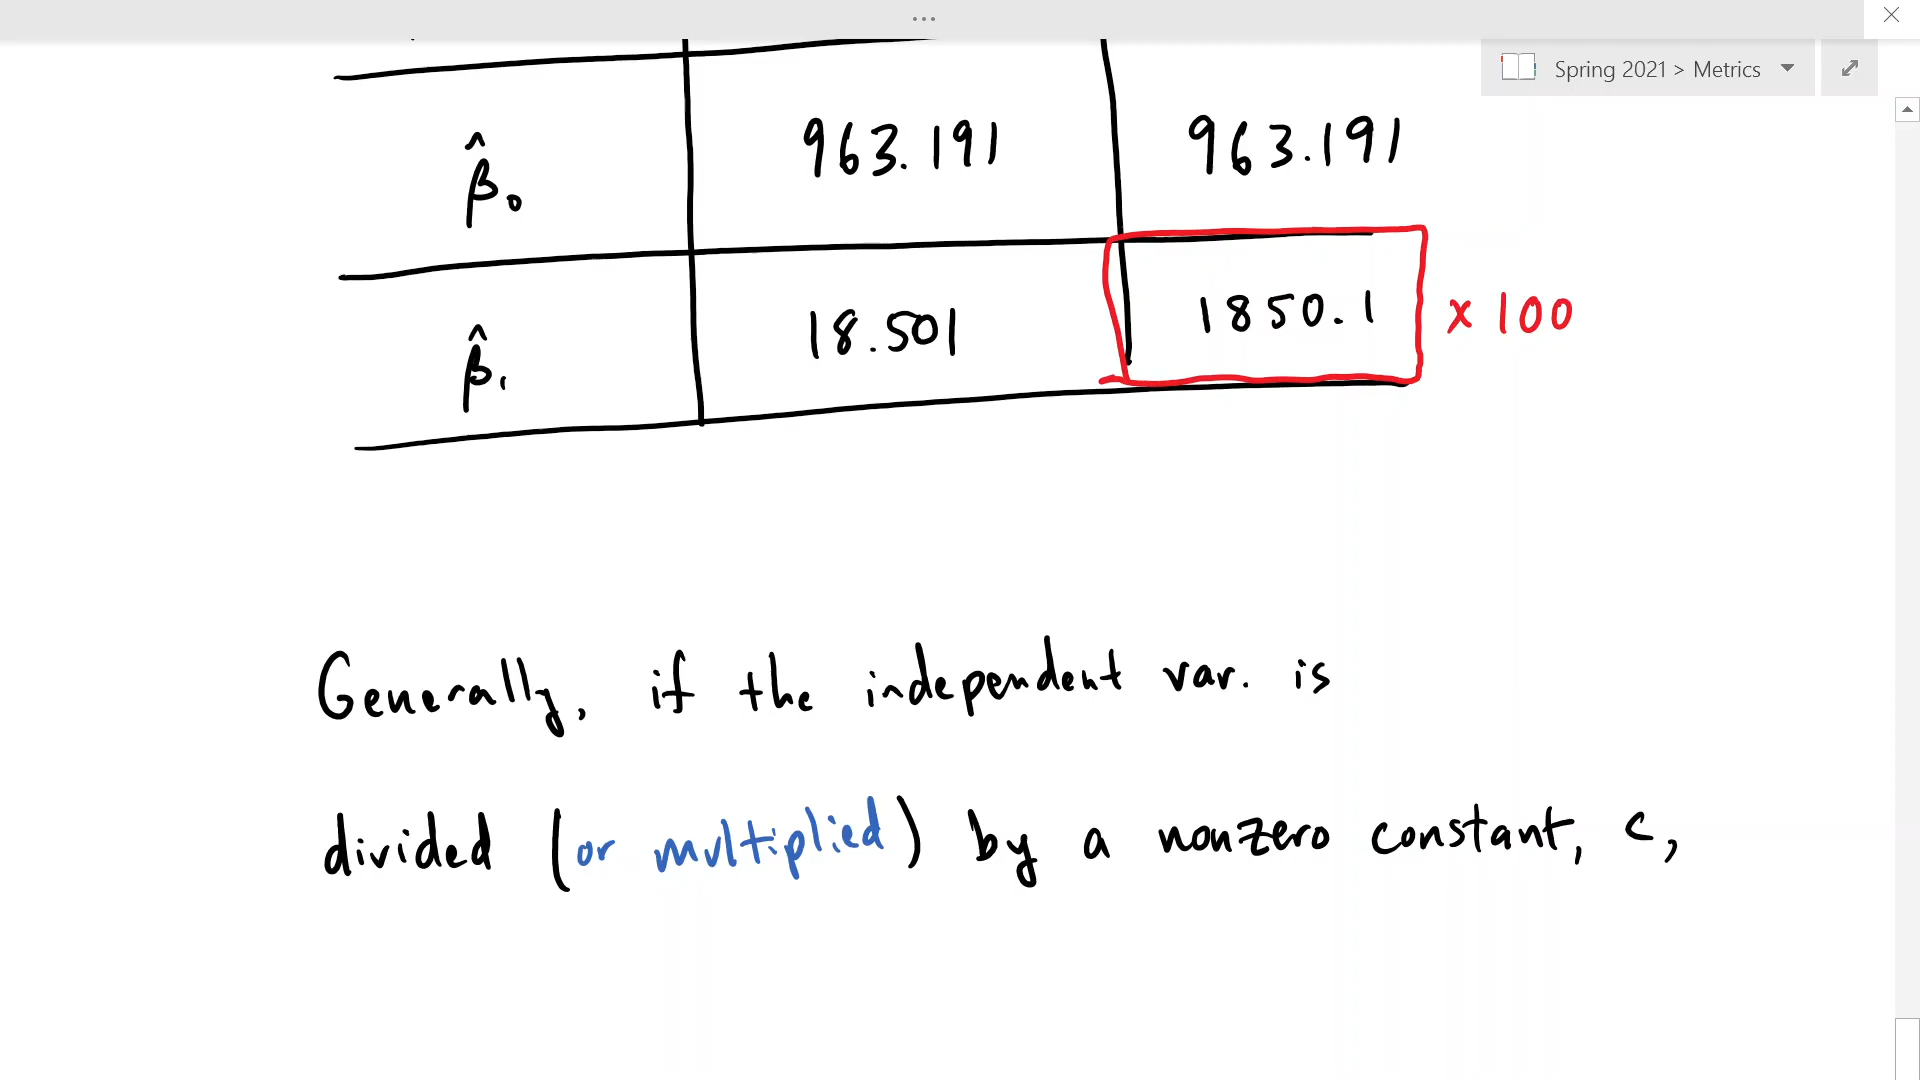 ...
Spring 2021 > Metrics
β̂₀ 963.191 963.191
β̂₁ 18.501 1850.1 x 100
Generally, if the independent var. is
divided (or multiplied) by a nonzero constant, c,